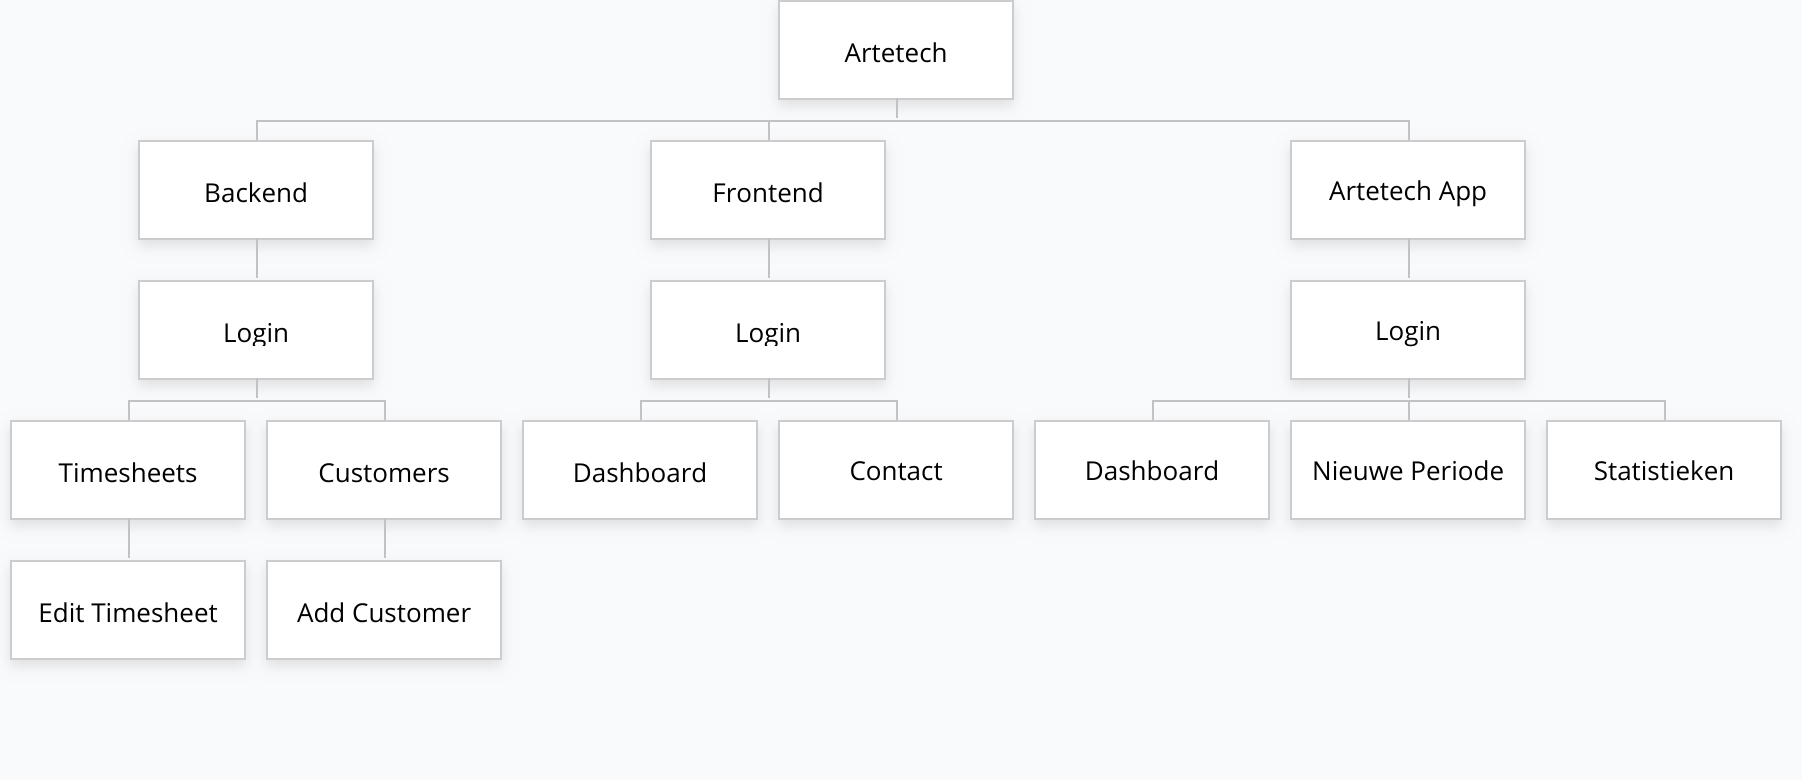 Artetech
Backend
Frontend
Artetech App
Login
Login
Login
Timesheets
Customers
Dashboard
Contact
Dashboard
Nieuwe Periode
Statistieken
Edit Timesheet
Add Customer